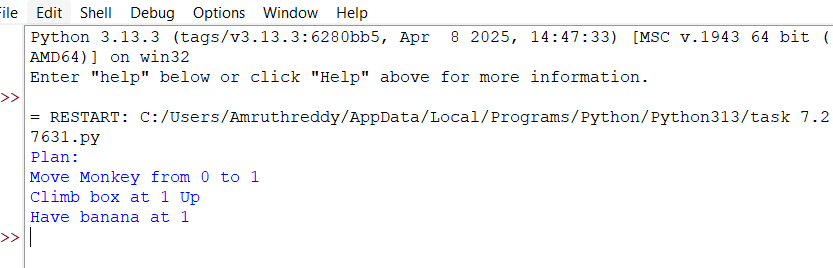 File Edit Shell Debug Options Window Help
Python 3.13.3 (tags/v3.13.3:6280bb5, Apr  8 2025, 14:47:33) [MSC v.1943 64 bit (
AMD64)] on win32
Enter "help" below or click "Help" above for more information.
>>
= RESTART: C:/Users/Amruthreddy/AppData/Local/Programs/Python/Python313/task 7.2
7631.py
Plan:
Move Monkey from 0 to 1
Climb box at 1 Up
Have banana at 1
>>